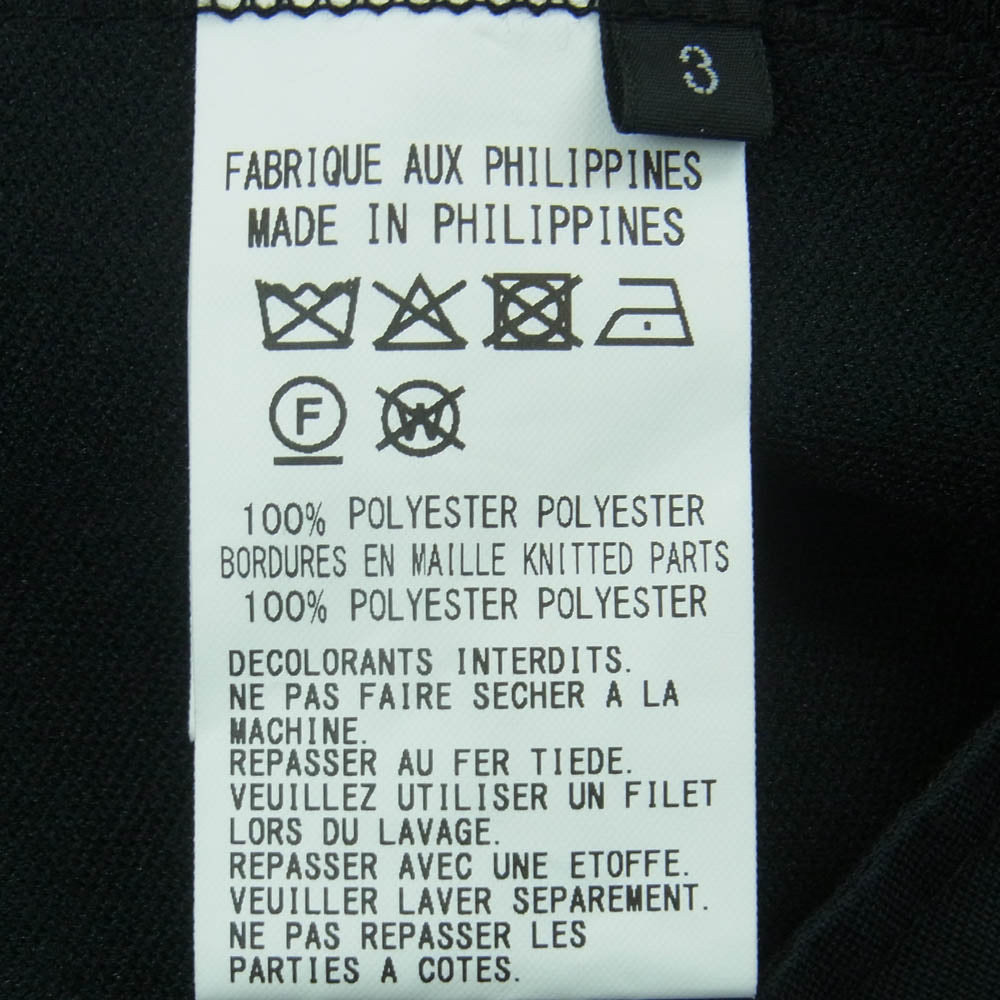 3
FABRIQUE AUX PHILIPPINES
MADE IN PHILIPPINES
F W
100% POLYESTER POLYESTER
BORDURES EN MAILLE KNITTED PARTS
100% POLYESTER POLYESTER
DECOLORANTS INTERDITS.
NE PAS FAIRE SECHER A LA
MACHINE.
REPASSER AU FER TIEDE.
VEUILLEZ UTILISER UN FILET
LORS DU LAVAGE.
REPASSER AVEC UNE ETOFFE.
VEUILLER LAVER SEPAREMENT.
NE PAS REPASSER LES
PARTIES A COTES.